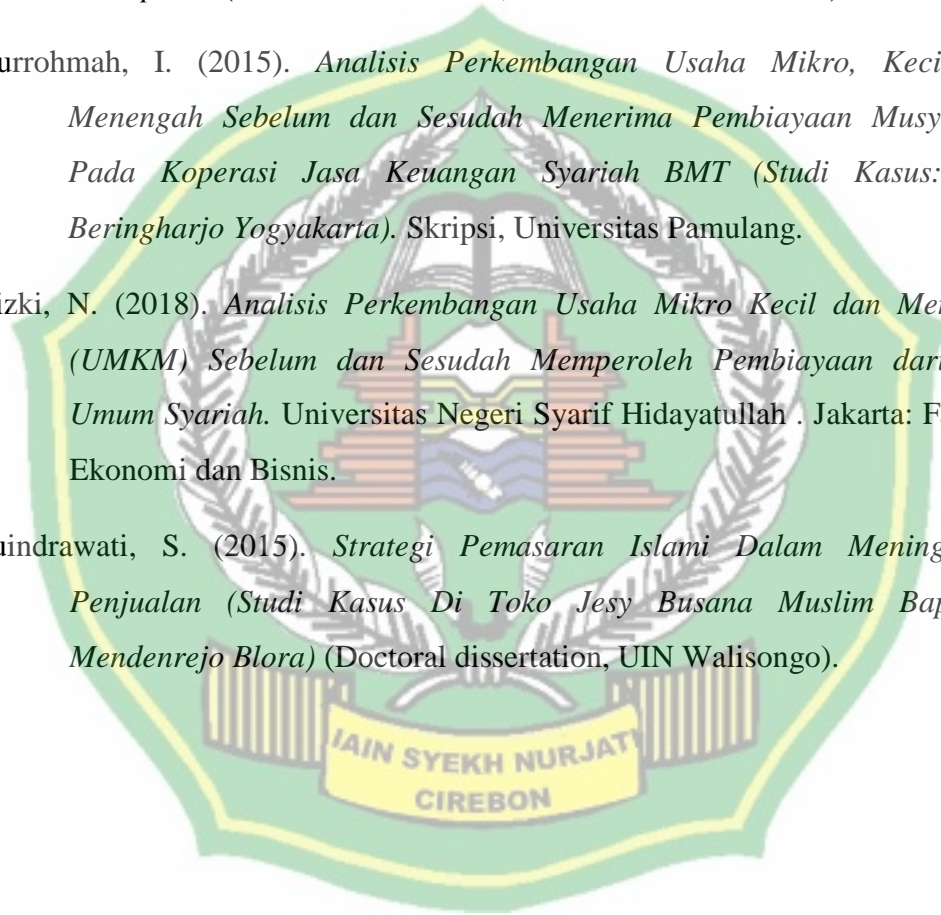 urrohmah, I. (2015). Analisis Perkembangan Usaha Mikro, Keci
Menengah Sebelum dan Sesudah Menerima Pembiayaan Musy
Pada Koperasi Jasa Keuangan Syariah BMT (Studi Kasus:
Beringharjo Yogyakarta). Skripsi, Universitas Pamulang.
izki, N. (2018). Analisis Perkembangan Usaha Mikro Kecil dan Me
(UMKM) Sebelum dan Sesudah Memperoleh Pembiayaan dari
Umum Syariah. Universitas Negeri Syarif Hidayatullah . Jakarta: F
Ekonomi dan Bisnis.
uindrawati, S. (2015). Strategi Pemasaran Islami Dalam Mening
Penjualan (Studi Kasus Di Toko Jesy Busana Muslim Bap
Mendenrejo Blora) (Doctoral dissertation, UIN Walisongo).
IAIN SYEKH NURJATI
CIREBON